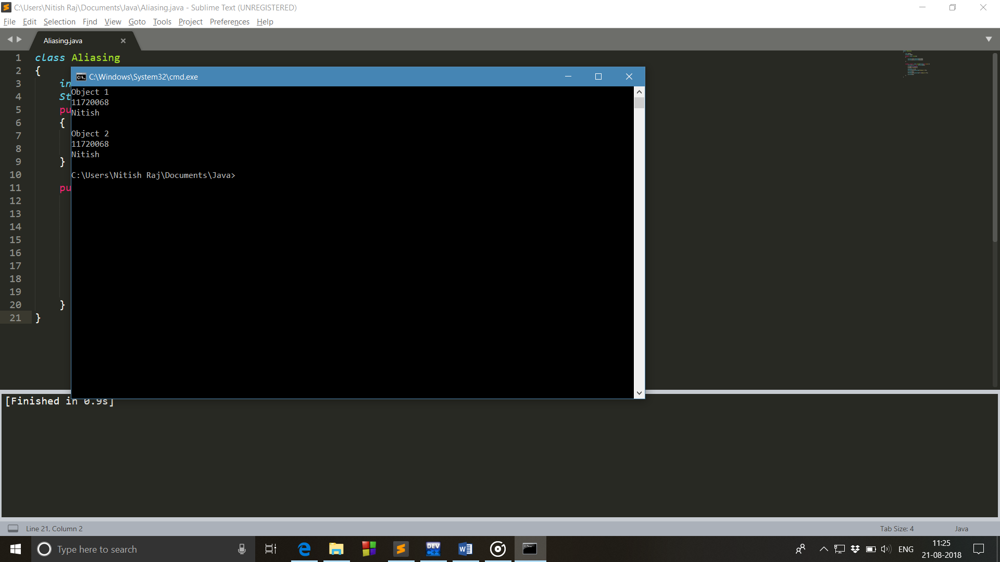 C:\Users\Nitish Raj\Documents\Java\Aliasing.java - Sublime Text (UNREGISTERED)
File Edit Selection Find View Goto Tools Project Preferences Help
Aliasing.java
1 class Aliasing
2 {
3 in
4 St
5 pu
6 {
7
8
9 }
10
11 pu
12
13
14
15
16
17
18
19
20 }
21 }
C:\Windows\System32\cmd.exe
Object 1
11720068
Nitish
Object 2
11720068
Nitish
C:\Users\Nitish Raj\Documents\Java>
[Finished in 0.9s]
Line 21, Column 2 Tab Size: 4 Java
Type here to search
DEV C++
ENG
11:25
21-08-2018